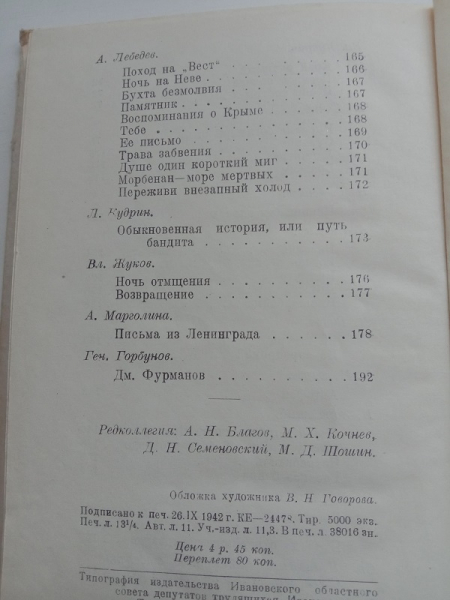 А. Лебедев.
Поход на „Вест“ . . . . . . . . 165
Ночь на Неве . . . . . . . . . 166
Бухта безмолвия . . . . . . . . 167
Памятник . . . . . . . . . . 167
Воспоминания о Крыме . . . . . . 168
Тебе . . . . . . . . . . . . 168
Ее письмо . . . . . . . . . . 169
Трава забвения . . . . . . . . 170
Душе один короткий миг . . . . . 171
Морбенан—море мертвых . . . . . 171
Переживи внезапный холод . . . . 172
Л. Кудрин.
Обыкновенная история, или путь
бандита . . . . . . . . . . 173
Вл. Жуков.
Ночь отмщения . . . . . . . . 176
Возвращение . . . . . . . . . 177
А. Марголина.
Письма из Ленинграда . . . . . . 178
Ген. Горбунов.
Дм. Фурманов . . . . . . . . . 192
Редколлегия: А. Н. Благов, М. Х. Кочнев,
Д. Н. Семеновский, М. Д. Шошин.
Обложка художника В. Н. Говорова.
Подписано к печ. 26.IX 1942 г. КЕ—24478. Тир. 5000 экз.
Печ. л. 13¼. Авт. л. 11. Уч.-изд. л. 11,3. В п. л. 38016 зн.
Цена 4 р. 45 коп.
Переплет 80 коп.
Типография издательства Ивановского областного
совета депутатов трудящихся,